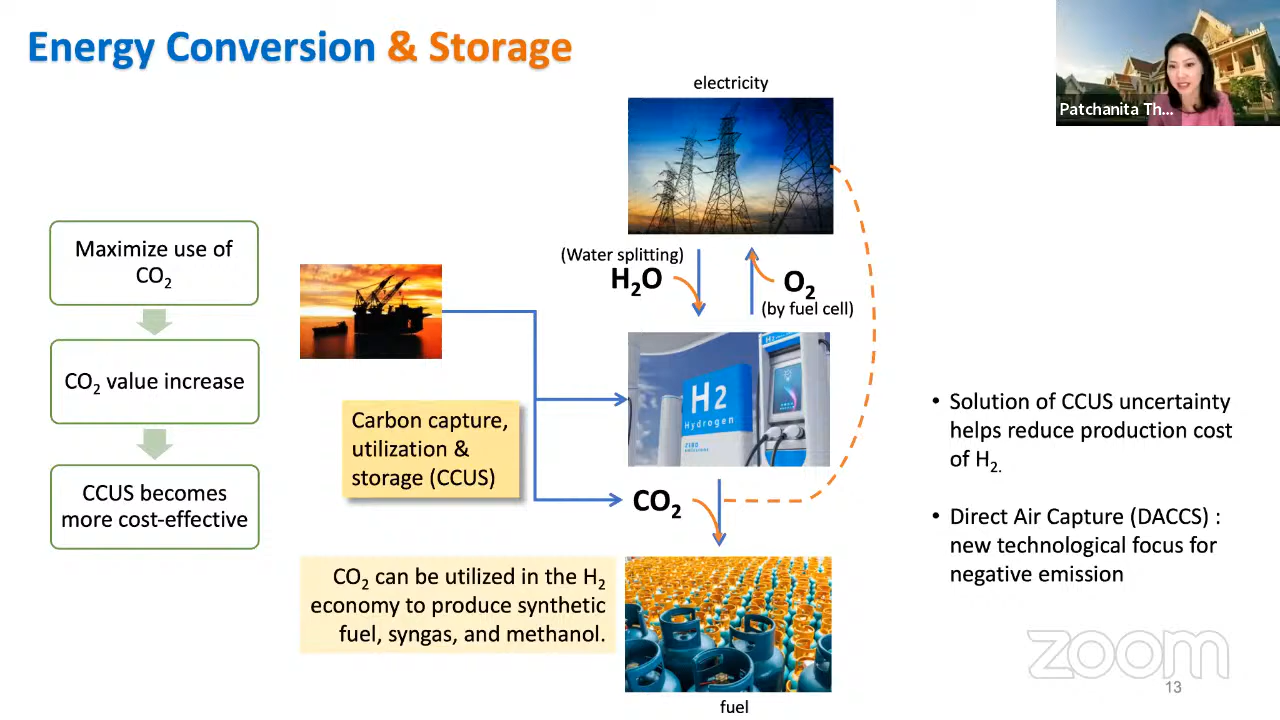 Energy Conversion & Storage
Patchanita Th...
electricity
(Water splitting)
H₂O
O₂
(by fuel cell)
Maximize use of
CO₂
CO₂ value increase
CCUS becomes
more cost-effective
Carbon capture,
utilization &
storage (CCUS)
H2
Hydrogen
CO₂
CO₂ can be utilized in the H₂
economy to produce synthetic
fuel, syngas, and methanol.
fuel
• Solution of CCUS uncertainty
helps reduce production cost
of H₂.
• Direct Air Capture (DACCS) :
new technological focus for
negative emission
zoom
13